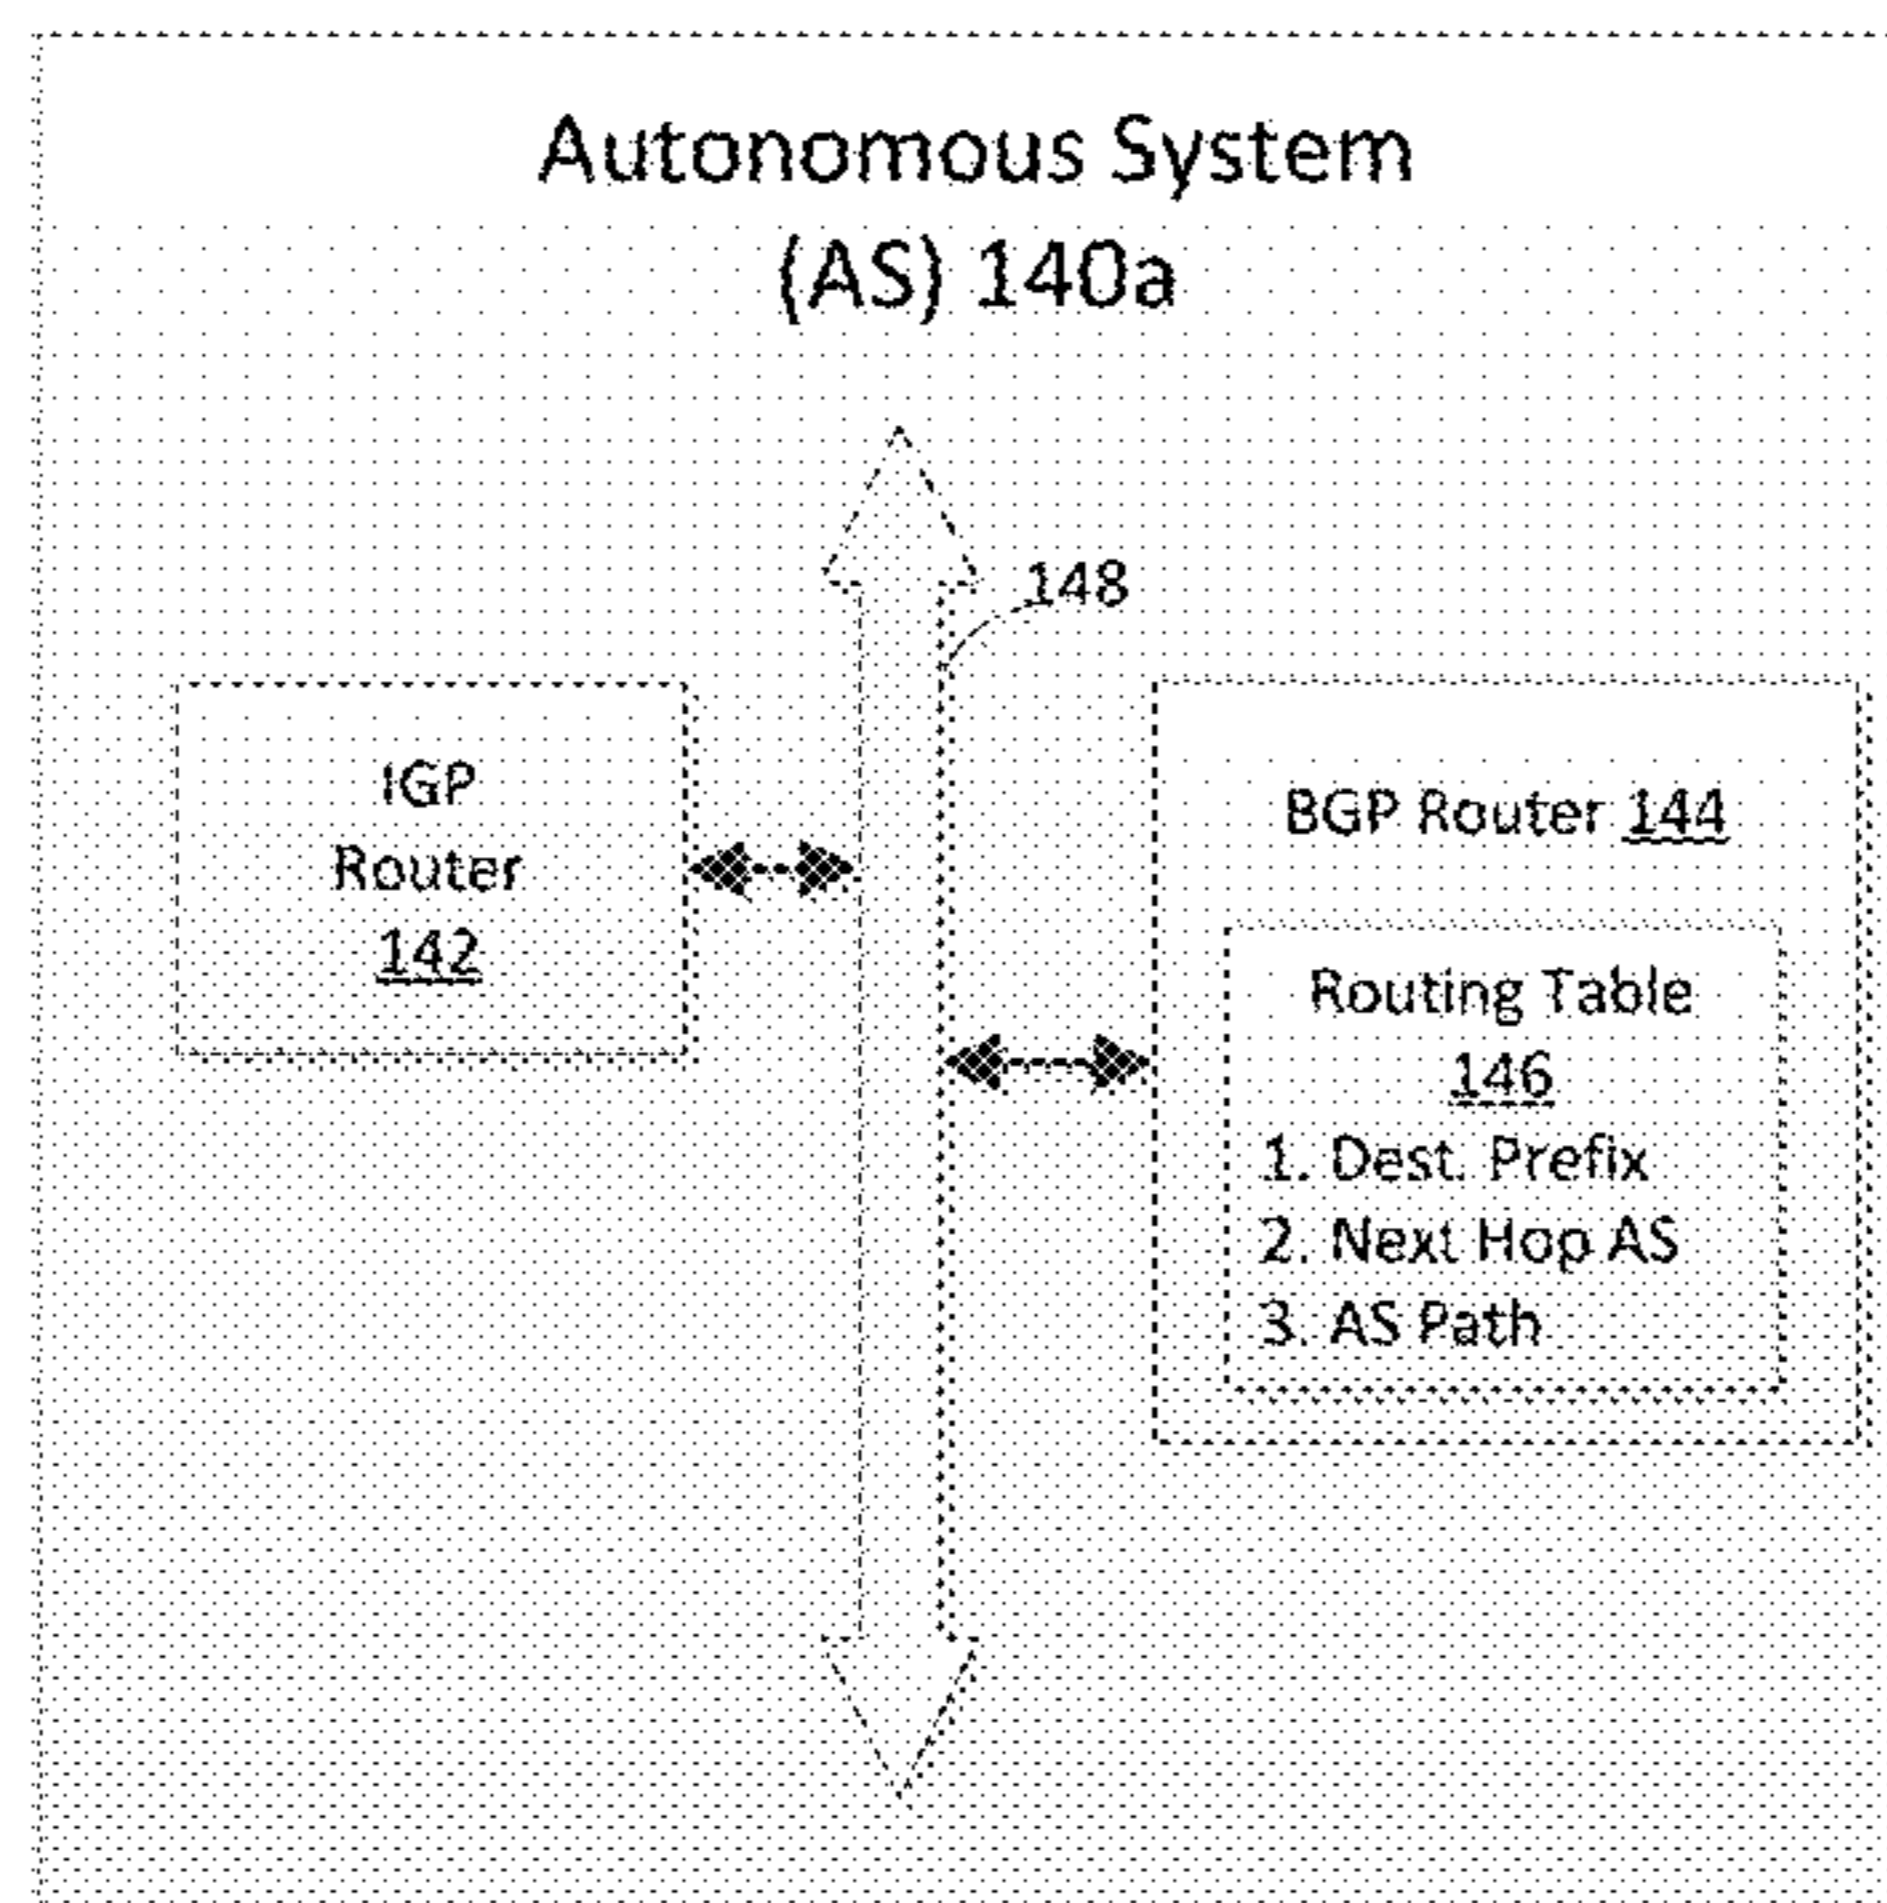 Autonomous System
(AS) 140a
148
IGP
Router
142
BGP Router 144
Routing Table
146
1. Dest. Prefix
2. Next Hop AS
3. AS Path